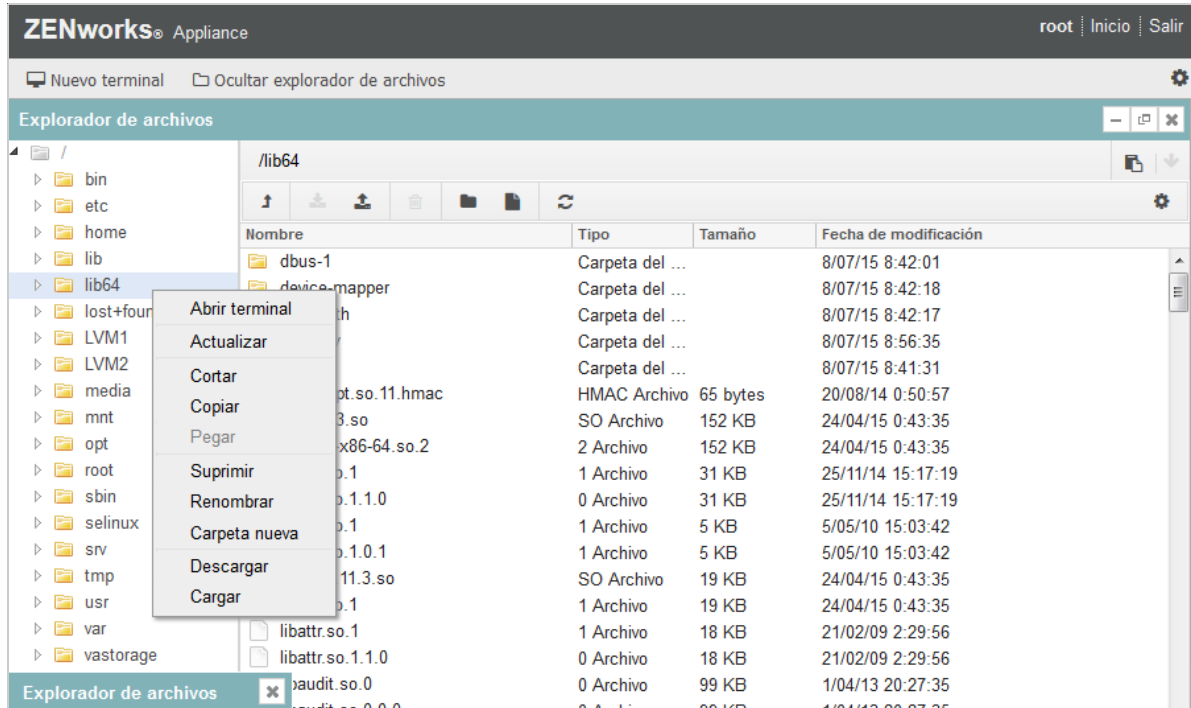 ZENworks® Appliance
root Inicio Salir
Nuevo terminal Ocultar explorador de archivos
Explorador de archivos
/
bin
etc
home
lib
lib64
lost+four
LVM1
LVM2
media
mnt
opt
root
sbin
selinux
srv
tmp
usr
var
vastorage
Abrir terminal
Actualizar
Cortar
Copiar
Pegar
Suprimir
Renombrar
Carpeta nueva
Descargar
Cargar
/lib64
Nombre Tipo Tamaño Fecha de modificación
dbus-1 Carpeta del ... 8/07/15 8:42:01
device-mapper Carpeta del ... 8/07/15 8:42:18
th Carpeta del ... 8/07/15 8:42:17
Carpeta del ... 8/07/15 8:56:35
Carpeta del ... 8/07/15 8:41:31
pt.so.11.hmac HMAC Archivo 65 bytes 20/08/14 0:50:57
3.so SO Archivo 152 KB 24/04/15 0:43:35
-x86-64.so.2 2 Archivo 152 KB 24/04/15 0:43:35
o.1 1 Archivo 31 KB 25/11/14 15:17:19
o.1.1.0 0 Archivo 31 KB 25/11/14 15:17:19
o.1 1 Archivo 5 KB 5/05/10 15:03:42
o.1.0.1 1 Archivo 5 KB 5/05/10 15:03:42
11.3.so SO Archivo 19 KB 24/04/15 0:43:35
o.1 1 Archivo 19 KB 24/04/15 0:43:35
libattr.so.1 1 Archivo 18 KB 21/02/09 2:29:56
libattr.so.1.1.0 0 Archivo 18 KB 21/02/09 2:29:56
audit.so.0 0 Archivo 99 KB 1/04/13 20:27:35
Explorador de archivos